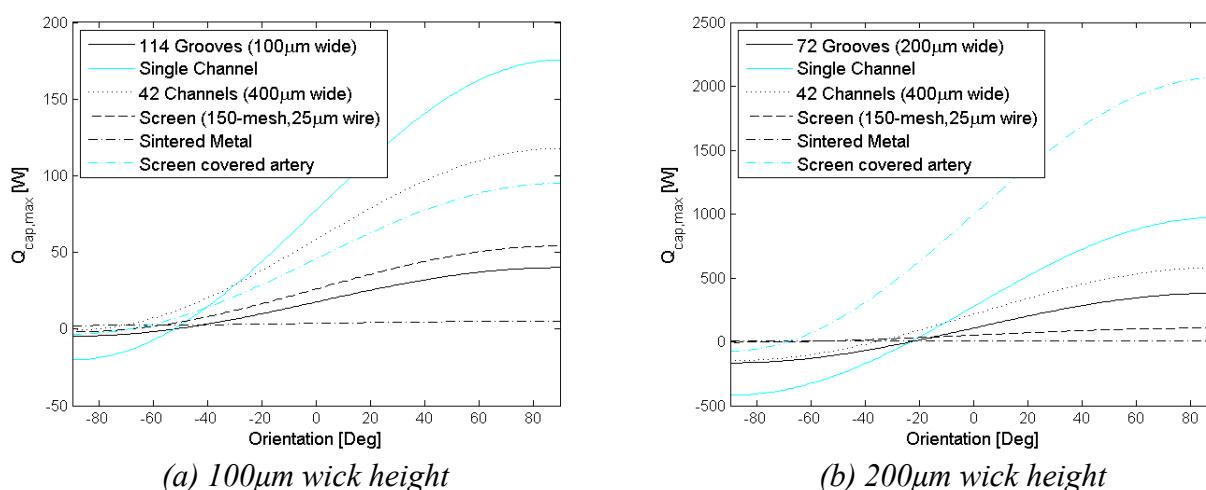 200
150
100
50
0
-50
Q_cap,max [W]
114 Grooves (100μm wide)
Single Channel
42 Channels (400μm wide)
Screen (150-mesh,25μm wire)
Sintered Metal
Screen covered artery
-80 -60 -40 -20 0 20 40 60 80
Orientation [Deg]
(a) 100μm wick height
2500
2000
1500
1000
500
0
-500
Q_cap,max [W]
72 Grooves (200μm wide)
Single Channel
42 Channels (400μm wide)
Screen (150-mesh,25μm wire)
Sintered Metal
Screen covered artery
-80 -60 -40 -20 0 20 40 60 80
Orientation [Deg]
(b) 200μm wick height